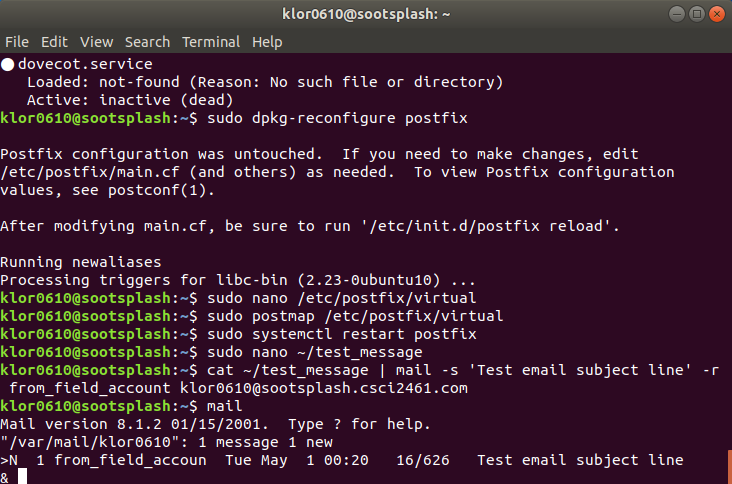 klor0610@sootsplash: ~
File Edit View Search Terminal Help
● dovecot.service
   Loaded: not-found (Reason: No such file or directory)
   Active: inactive (dead)
klor0610@sootsplash:~$ sudo dpkg-reconfigure postfix

Postfix configuration was untouched.  If you need to make changes, edit
/etc/postfix/main.cf (and others) as needed.  To view Postfix configuration
values, see postconf(1).

After modifying main.cf, be sure to run '/etc/init.d/postfix reload'.

Running newaliases
Processing triggers for libc-bin (2.23-0ubuntu10) ...
klor0610@sootsplash:~$ sudo nano /etc/postfix/virtual
klor0610@sootsplash:~$ sudo postmap /etc/postfix/virtual
klor0610@sootsplash:~$ sudo systemctl restart postfix
klor0610@sootsplash:~$ sudo nano ~/test_message
klor0610@sootsplash:~$ cat ~/test_message | mail -s 'Test email subject line' -r
 from_field_account klor0610@sootsplash.csci2461.com
klor0610@sootsplash:~$ mail
Mail version 8.1.2 01/15/2001.  Type ? for help.
"/var/mail/klor0610": 1 message 1 new
>N  1 from_field_accoun  Tue May  1 00:20   16/626   Test email subject line
&